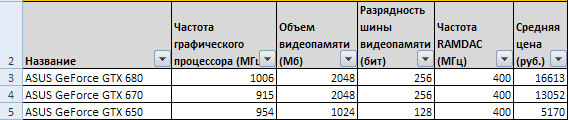 2 Название Частота графического процессора (МГц) Объем видеопамяти (Мб) Разрядность шины видеопамяти (бит) Частота RAMDAC (МГц) Средняя цена (руб.)
3 ASUS GeForce GTX 680 1006 2048 256 400 16613
4 ASUS GeForce GTX 670 915 2048 256 400 13052
5 ASUS GeForce GTX 650 954 1024 128 400 5170